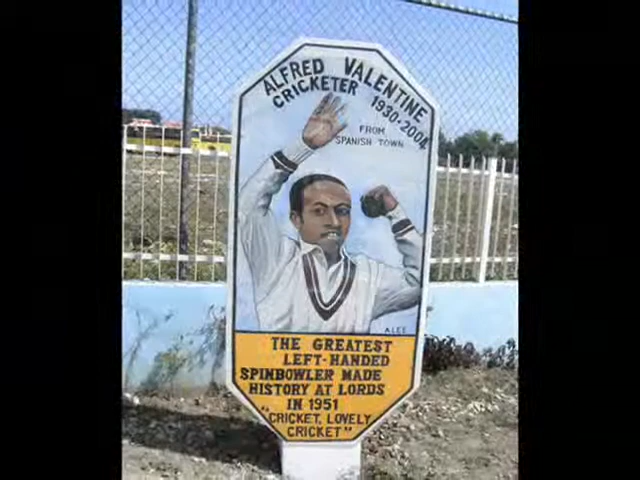 ALFRED VALENTINE
CRICKETER 1930-2004
FROM
SPANISH TOWN
A LEE
THE GREATEST
LEFT-HANDED
SPINBOWLER MADE
HISTORY AT LORDS
IN 1951
"CRICKET, LOVELY
CRICKET"